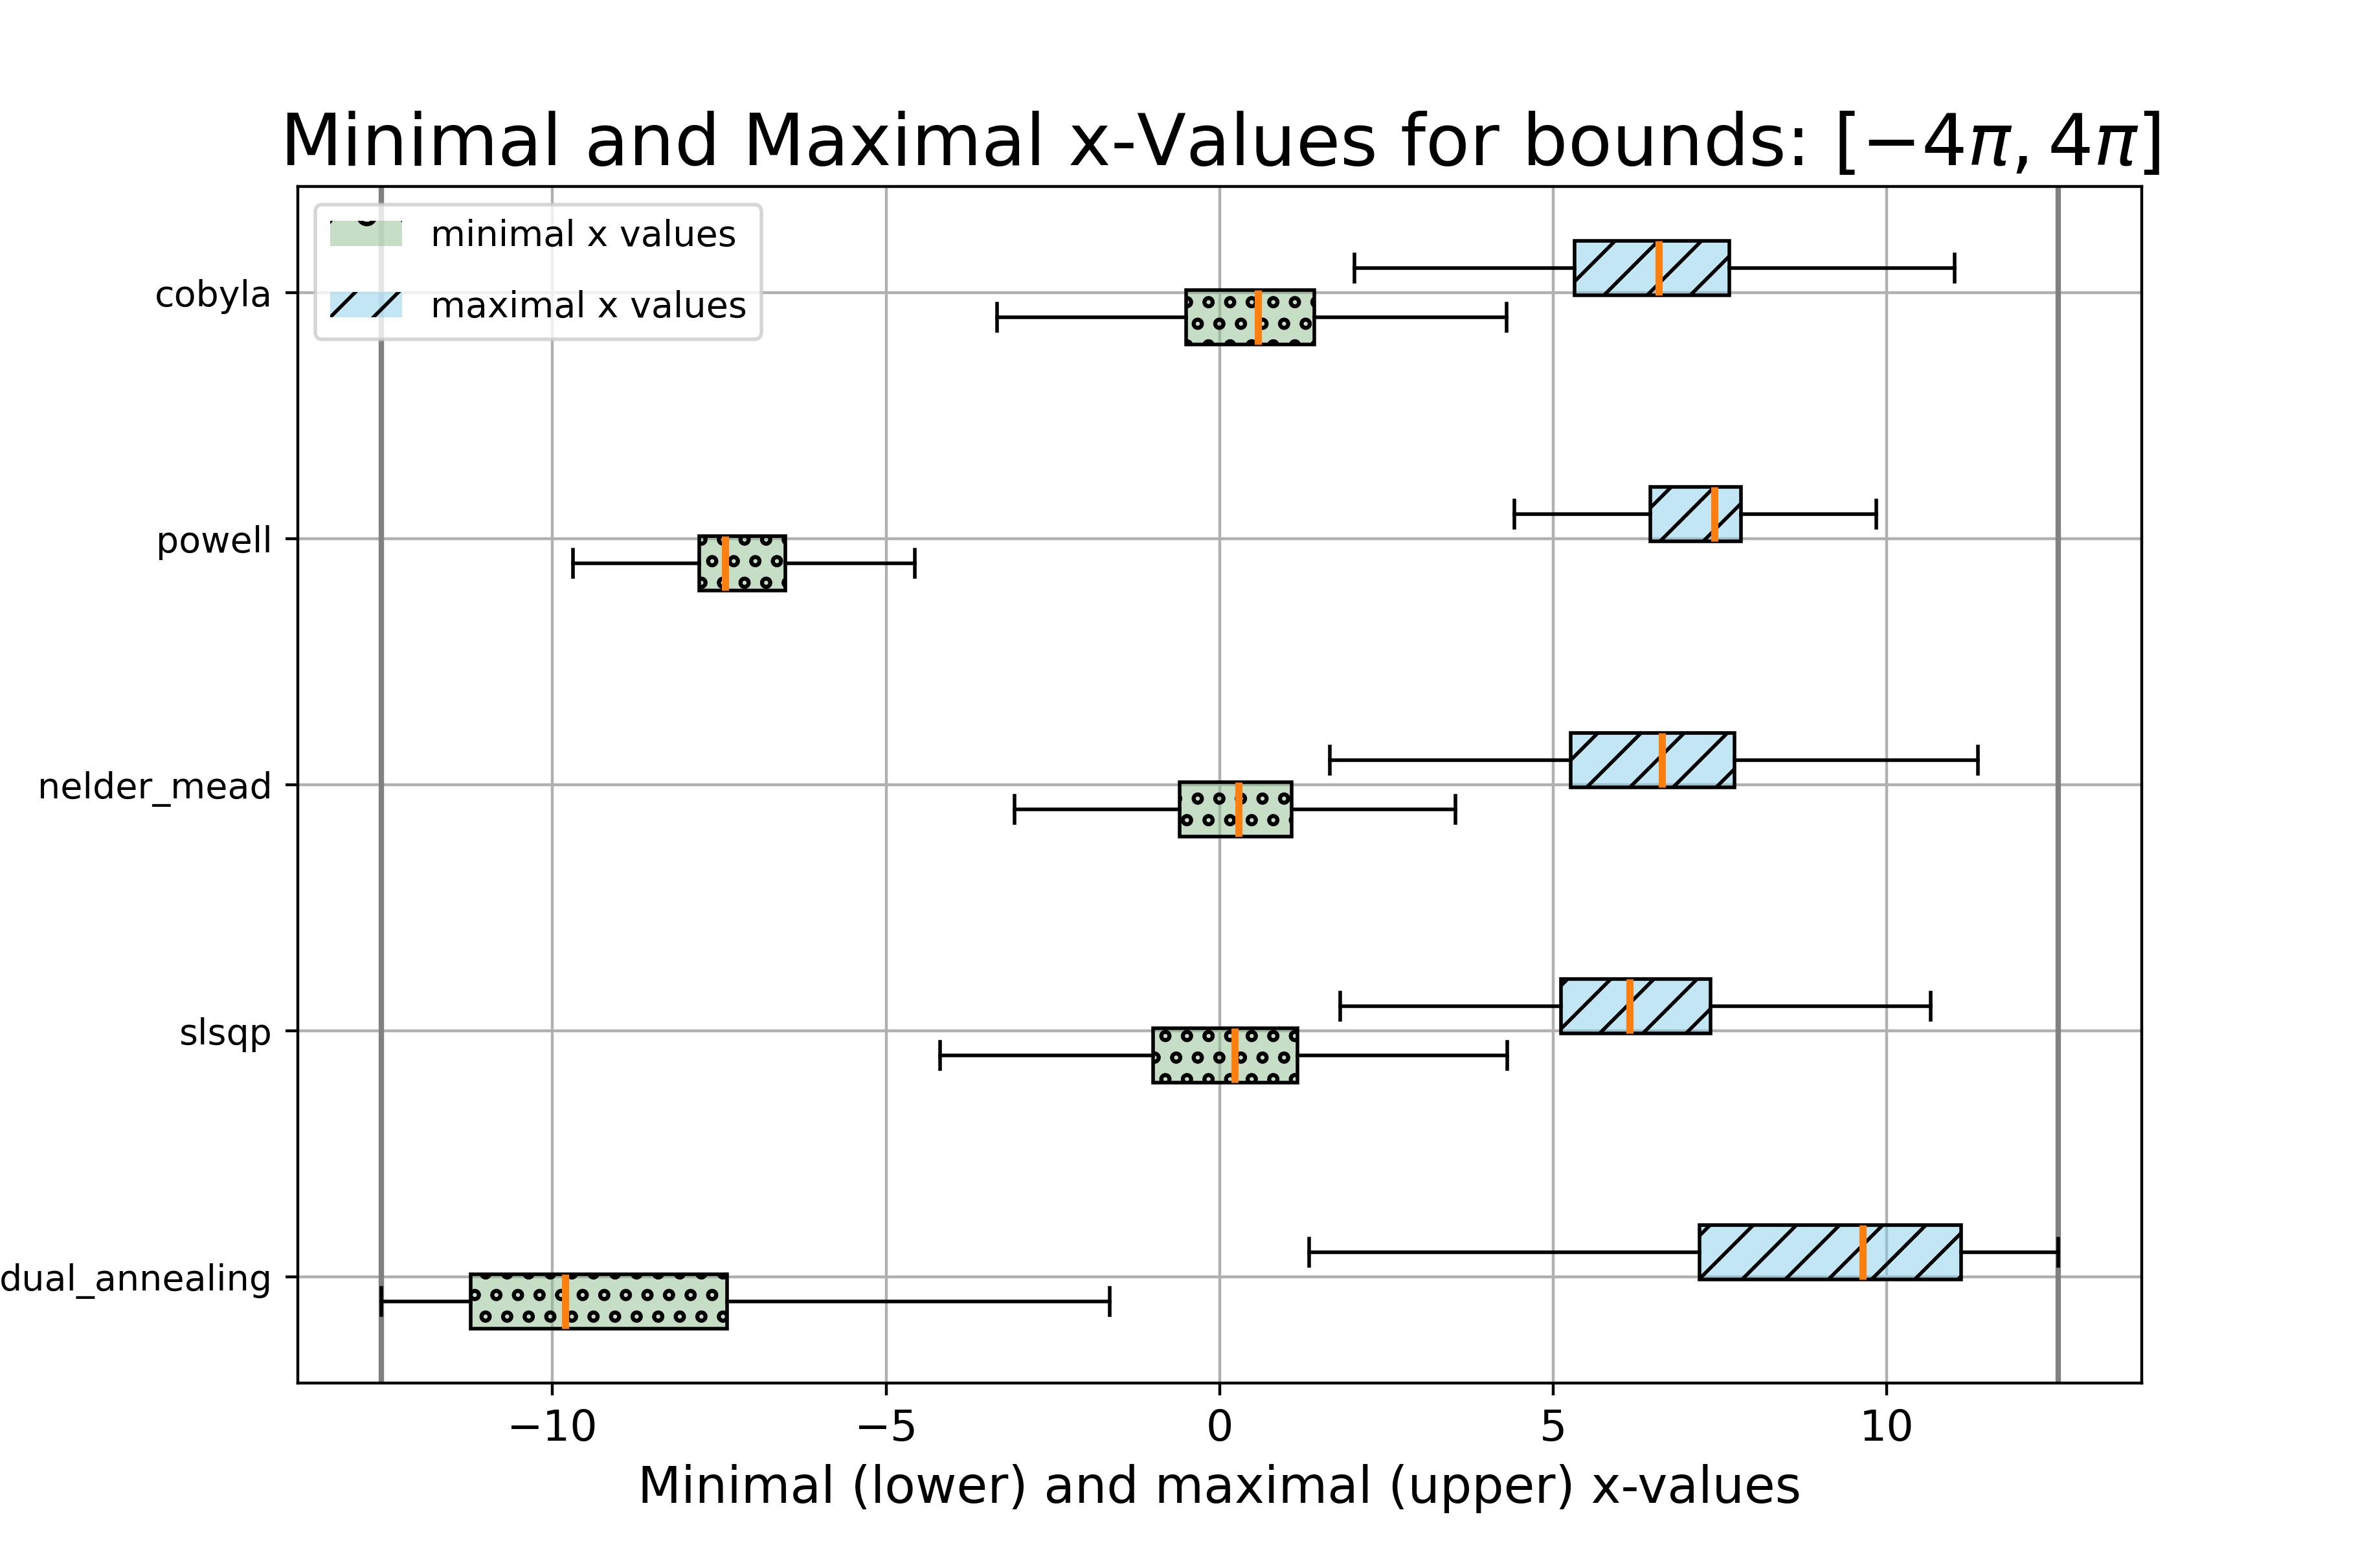 Minimal and Maximal x-Values for bounds: [−4π, 4π]
minimal x values
maximal x values
cobyla
powell
nelder_mead
slsqp
dual_annealing
−10 −5 0 5 10
Minimal (lower) and maximal (upper) x-values